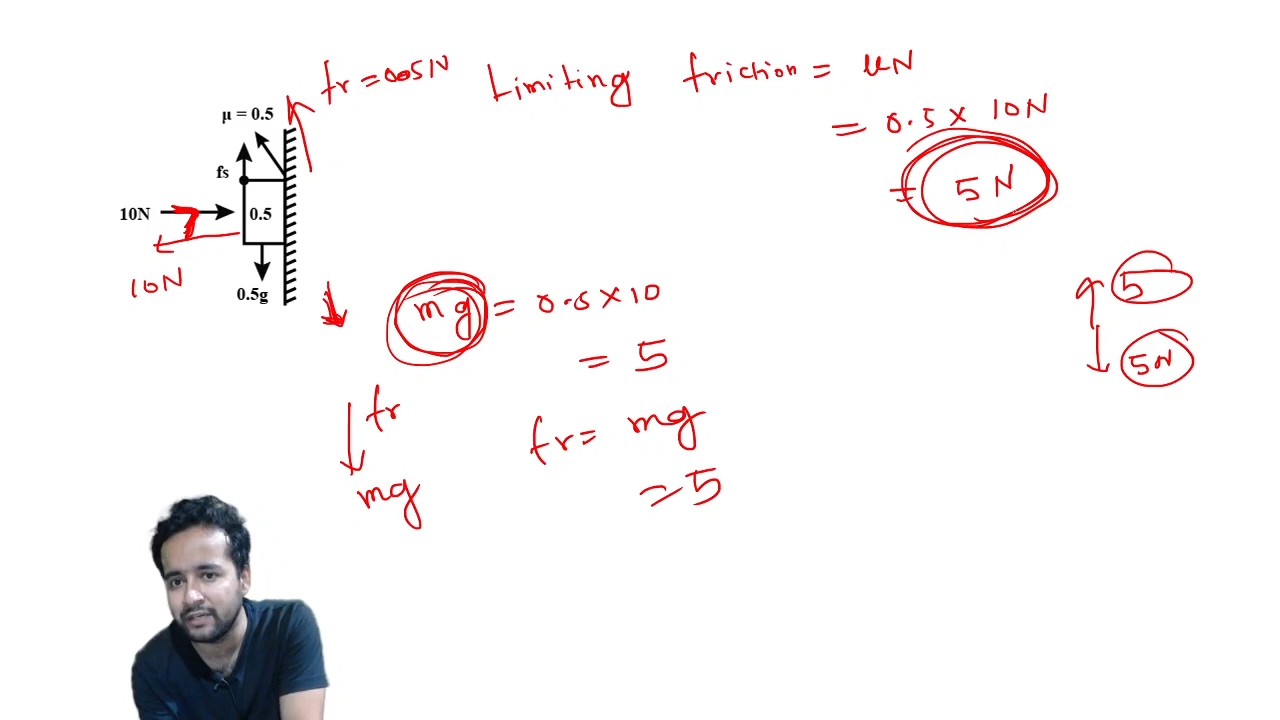 fr = 0.5N
Limiting friction = μN
= 0.5 × 10N
= 5N
μ = 0.5
fs
10N
0.5
10N
0.5g
mg = 0.5 × 10
= 5
5
5N
fr
mg
fr = mg
= 5